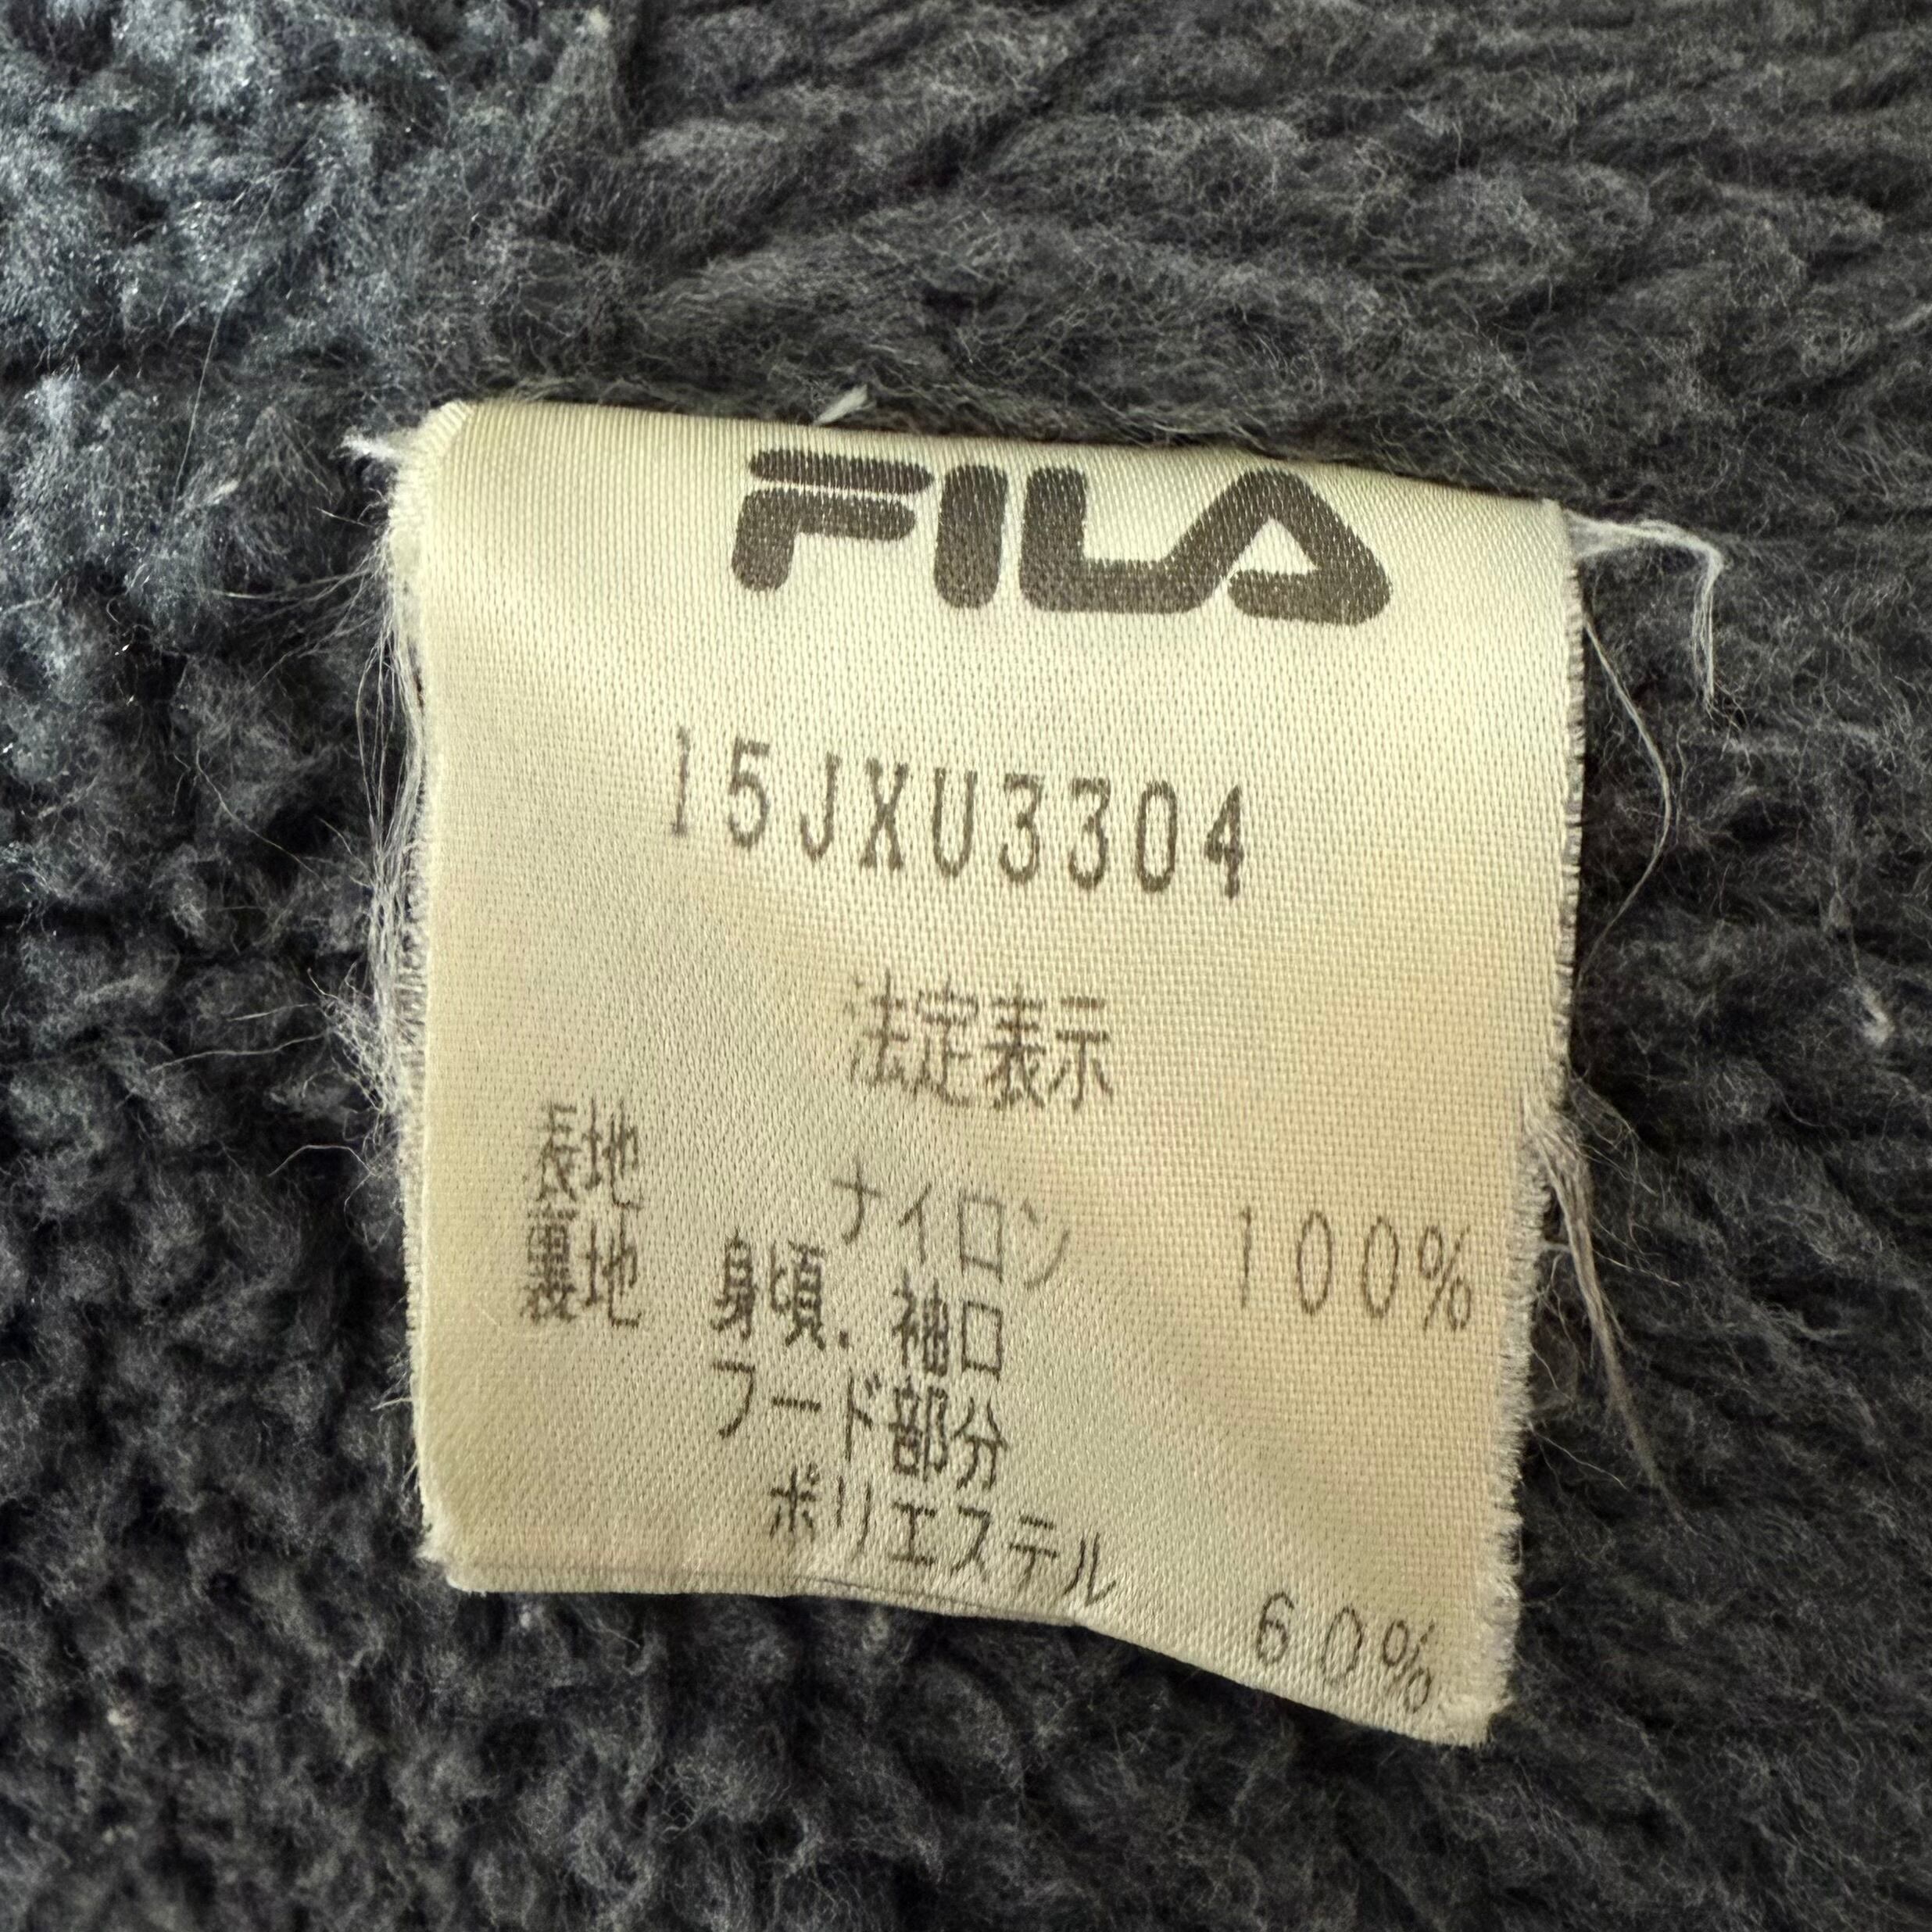 FILA
15JXU3304
法定表示
表地
ナイロン 100%
裏地 身頃. 袖口
フード部分
ポリエステル 60%